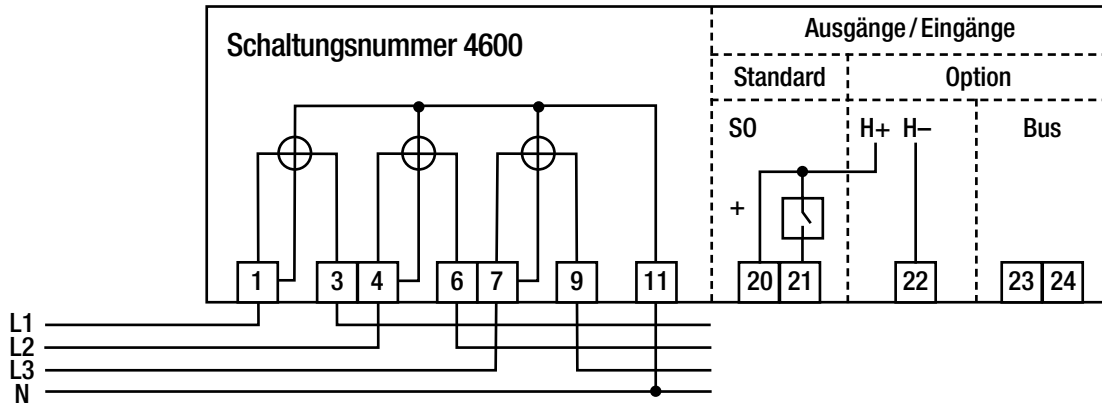 Schaltungsnummer 4600
Ausgänge / Eingänge
Standard
Option
S0
H+ H–
Bus
+
1 3 4 6 7 9 11 20 21 22 23 24
L1
L2
L3
N